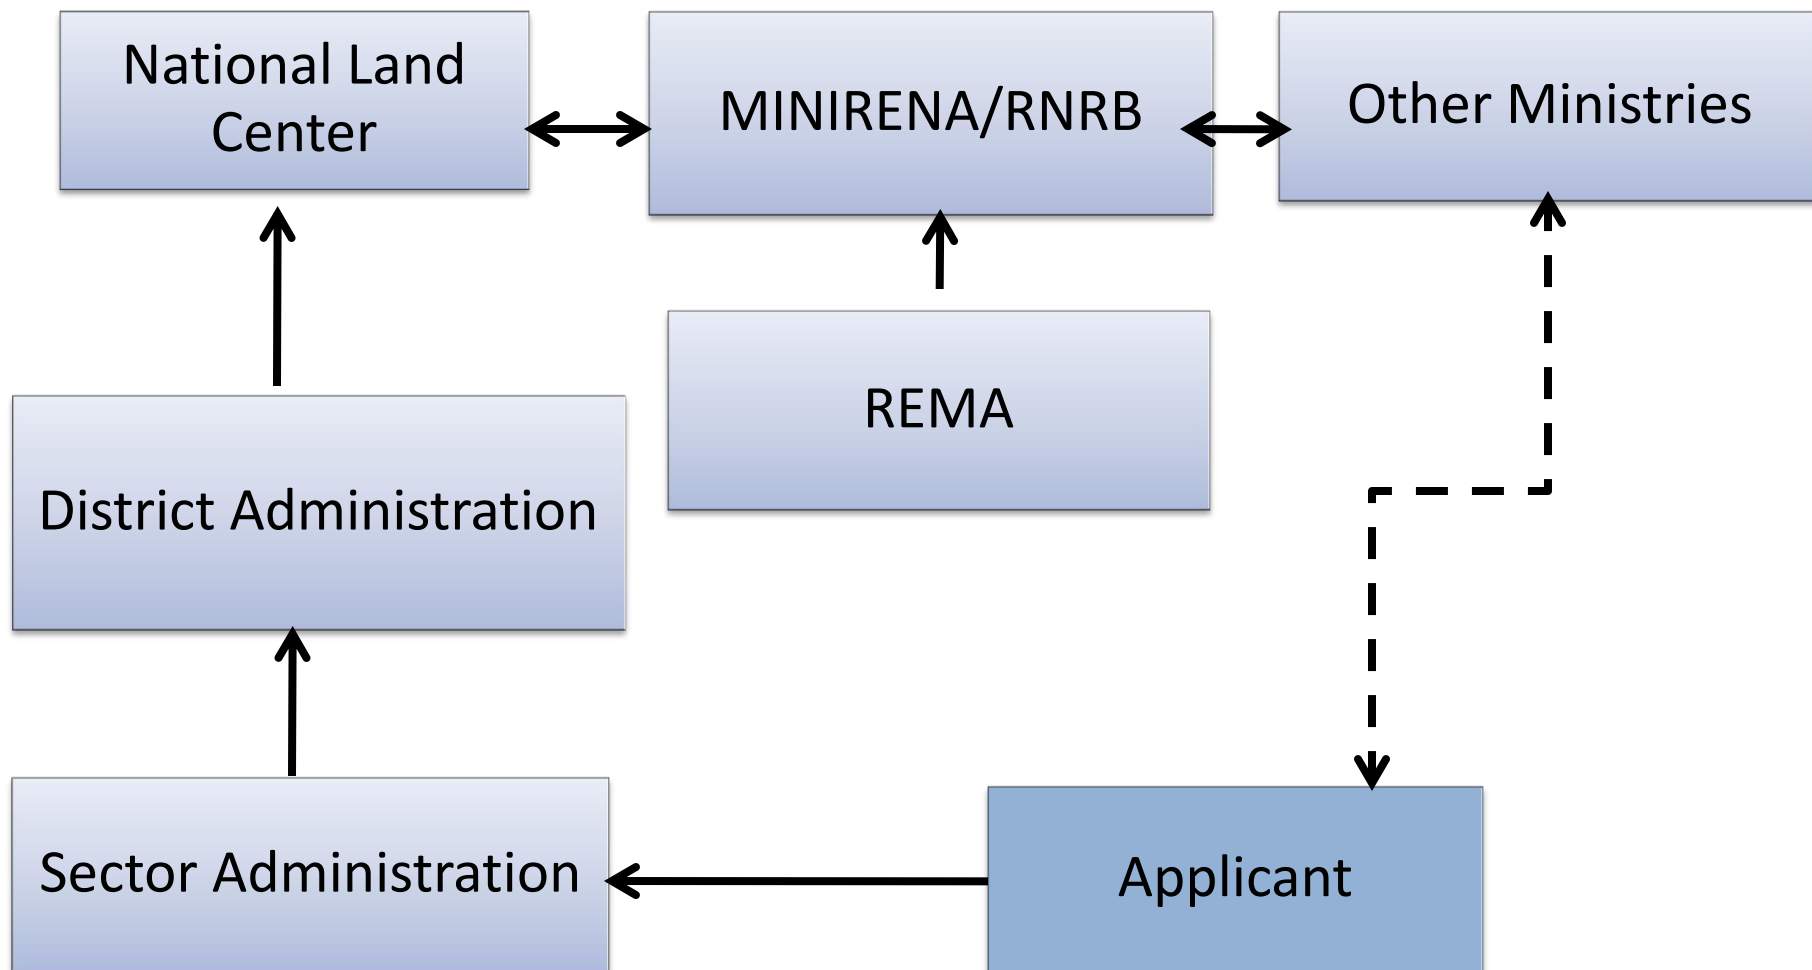 National Land
Center
MINIRENA/RNRB
Other Ministries
REMA
District Administration
Sector Administration
Applicant